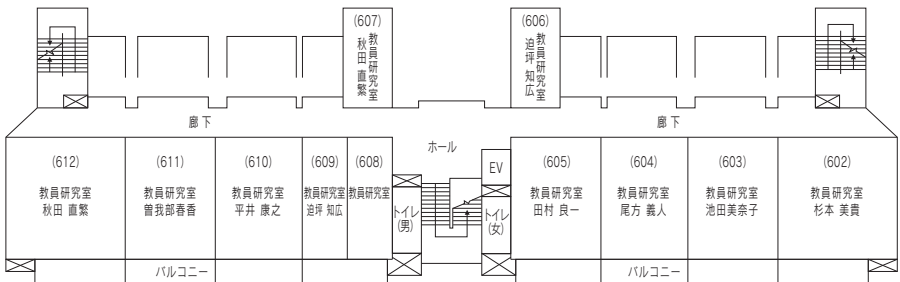 (607)
教員研究室
秋田 直繁
(606)
教員研究室
迫坪 知広
廊 下
ホール
廊 下
(612)
教員研究室
秋田 直繁
(611)
教員研究室
曽我部春香
(610)
教員研究室
平井 康之
(609)
教員研究室
迫坪 知広
(608)
教員研究室
トイレ
(男)
EV
トイレ
(女)
(605)
教員研究室
田村 良一
(604)
教員研究室
尾方 義人
(603)
教員研究室
池田美奈子
(602)
教員研究室
杉本 美貴
バルコニー
バルコニー